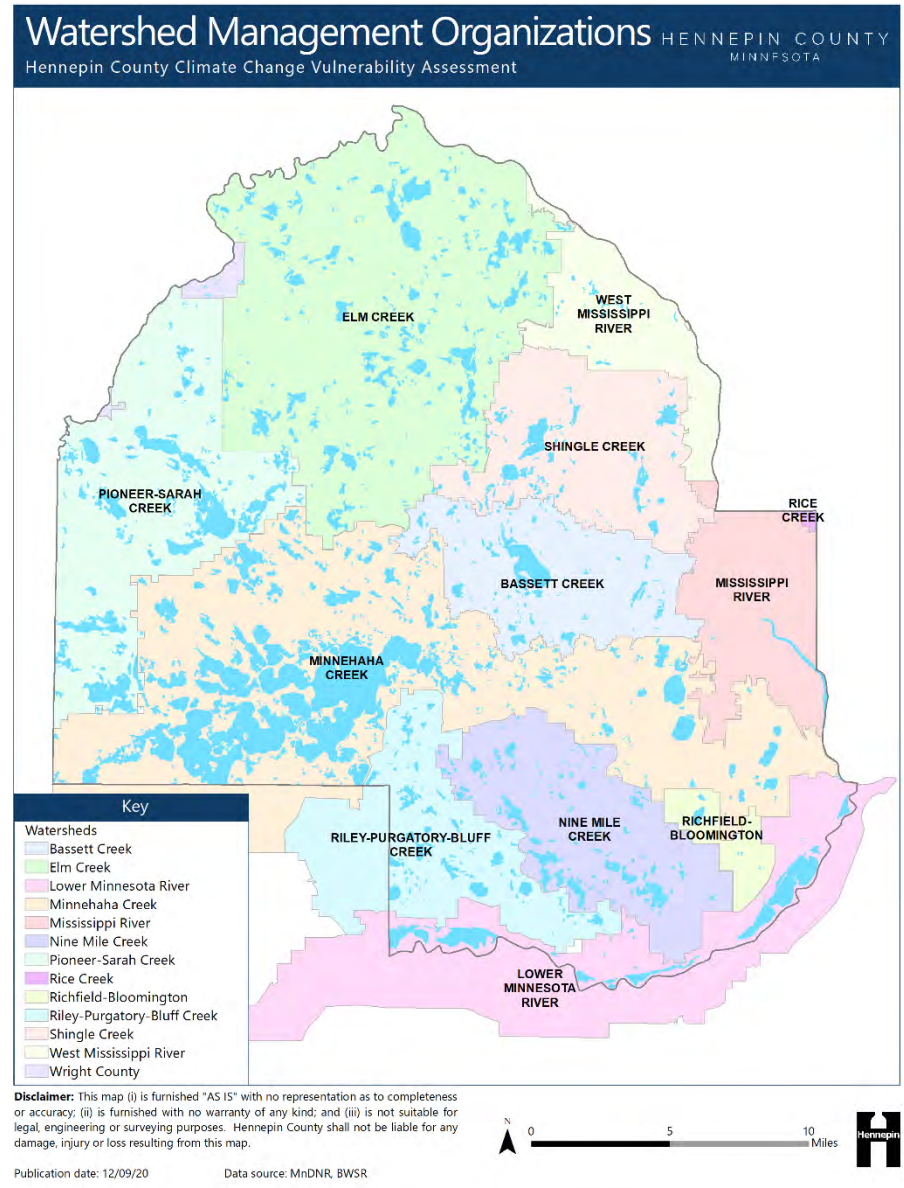 Watershed Management Organizations HENNEPIN COUNTY
MINNESOTA
Hennepin County Climate Change Vulnerability Assessment
ELM CREEK
WEST
MISSISSIPPI
RIVER
SHINGLE CREEK
PIONEER-SARAH
CREEK
RICE
CREEK
BASSETT CREEK
MISSISSIPPI
RIVER
MINNEHAHA
CREEK
NINE MILE
CREEK
RICHFIELD-
BLOOMINGTON
RILEY-PURGATORY-BLUFF
CREEK
LOWER
MINNESOTA
RIVER
Key
Watersheds
Bassett Creek
Elm Creek
Lower Minnesota River
Minnehaha Creek
Mississippi River
Nine Mile Creek
Pioneer-Sarah Creek
Rice Creek
Richfield-Bloomington
Riley-Purgatory-Bluff Creek
Shingle Creek
West Mississippi River
Wright County
Disclaimer: This map (i) is furnished "AS IS" with no representation as to completeness
or accuracy; (ii) is furnished with no warranty of any kind; and (iii) is not suitable for
legal, engineering or surveying purposes. Hennepin County shall not be liable for any
damage, injury or loss resulting from this map.
Publication date: 12/09/20 Data source: MnDNR, BWSR
N
0 5 10
Miles
Hennepin